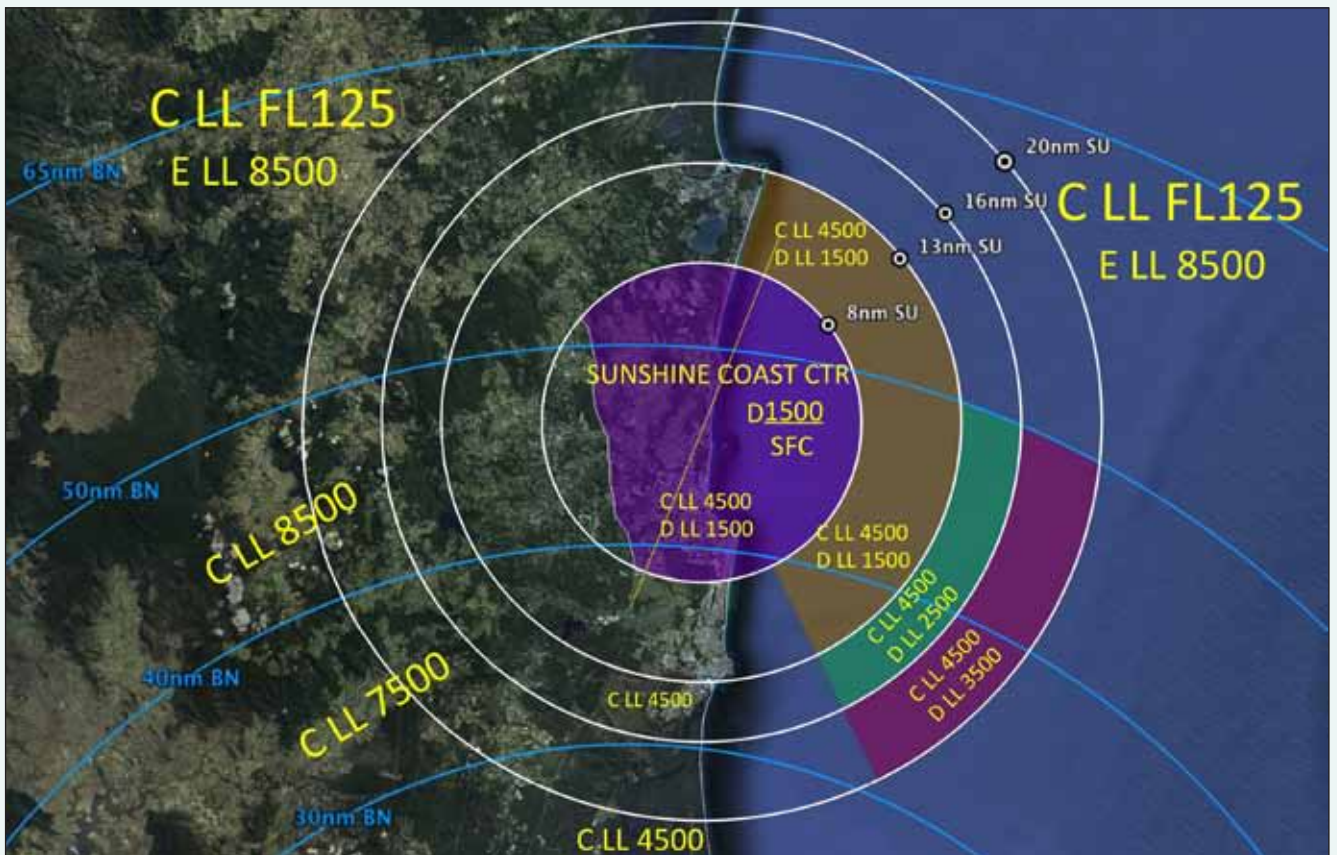 C LL FL125
E LL 8500
65nm BN
20nm SU
16nm SU
C LL FL125
E LL 8500
13nm SU
C LL 4500
D LL 1500
8nm SU
SUNSHINE COAST CTR
D1500
SFC
50nm BN
C LL 8500
C LL 4500
D LL 1500
C LL 4500
D LL 1500
C LL 4500
D LL 2500
C LL 4500
D LL 3500
40nm BN
C LL 7500
C LL 4500
30nm BN
C LL 4500